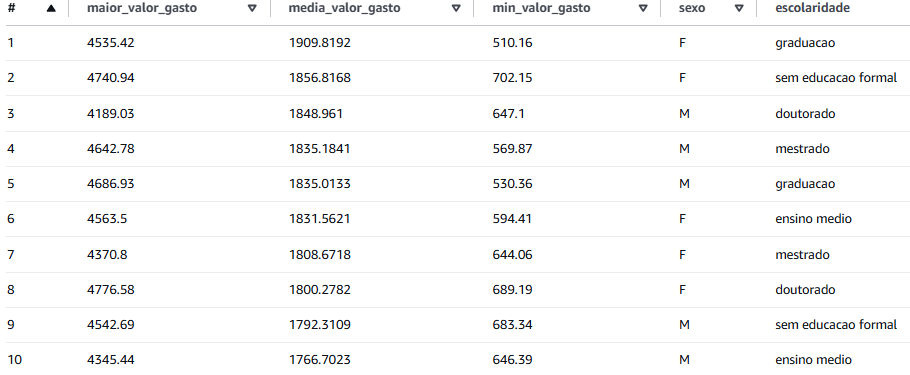 # maior_valor_gasto media_valor_gasto min_valor_gasto sexo escolaridade
1 4535.42 1909.8192 510.16 F graduacao
2 4740.94 1856.8168 702.15 F sem educacao formal
3 4189.03 1848.961 647.1 M doutorado
4 4642.78 1835.1841 569.87 M mestrado
5 4686.93 1835.0133 530.36 M graduacao
6 4563.5 1831.5621 594.41 F ensino medio
7 4370.8 1808.6718 644.06 F mestrado
8 4776.58 1800.2782 689.19 F doutorado
9 4542.69 1792.3109 683.34 M sem educacao formal
10 4345.44 1766.7023 646.39 M ensino medio